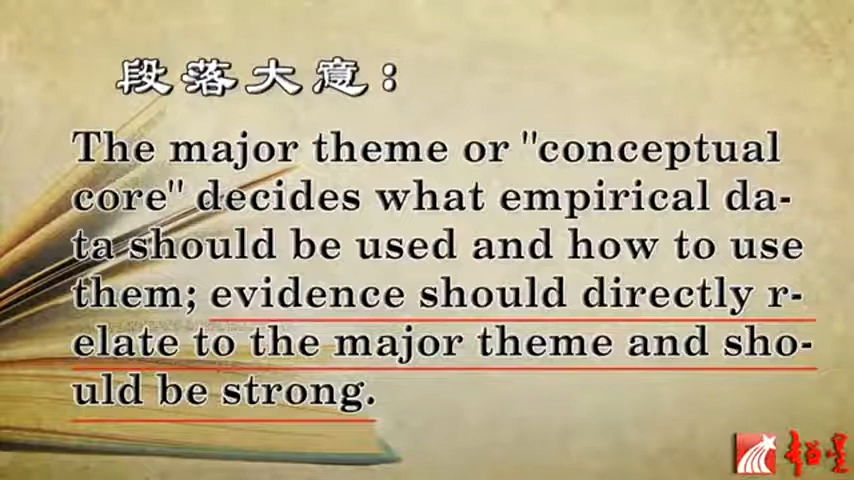 段落大意：
The major theme or "conceptual
core" decides what empirical da-
ta should be used and how to use
them; evidence should directly r-
elate to the major theme and sho-
uld be strong.